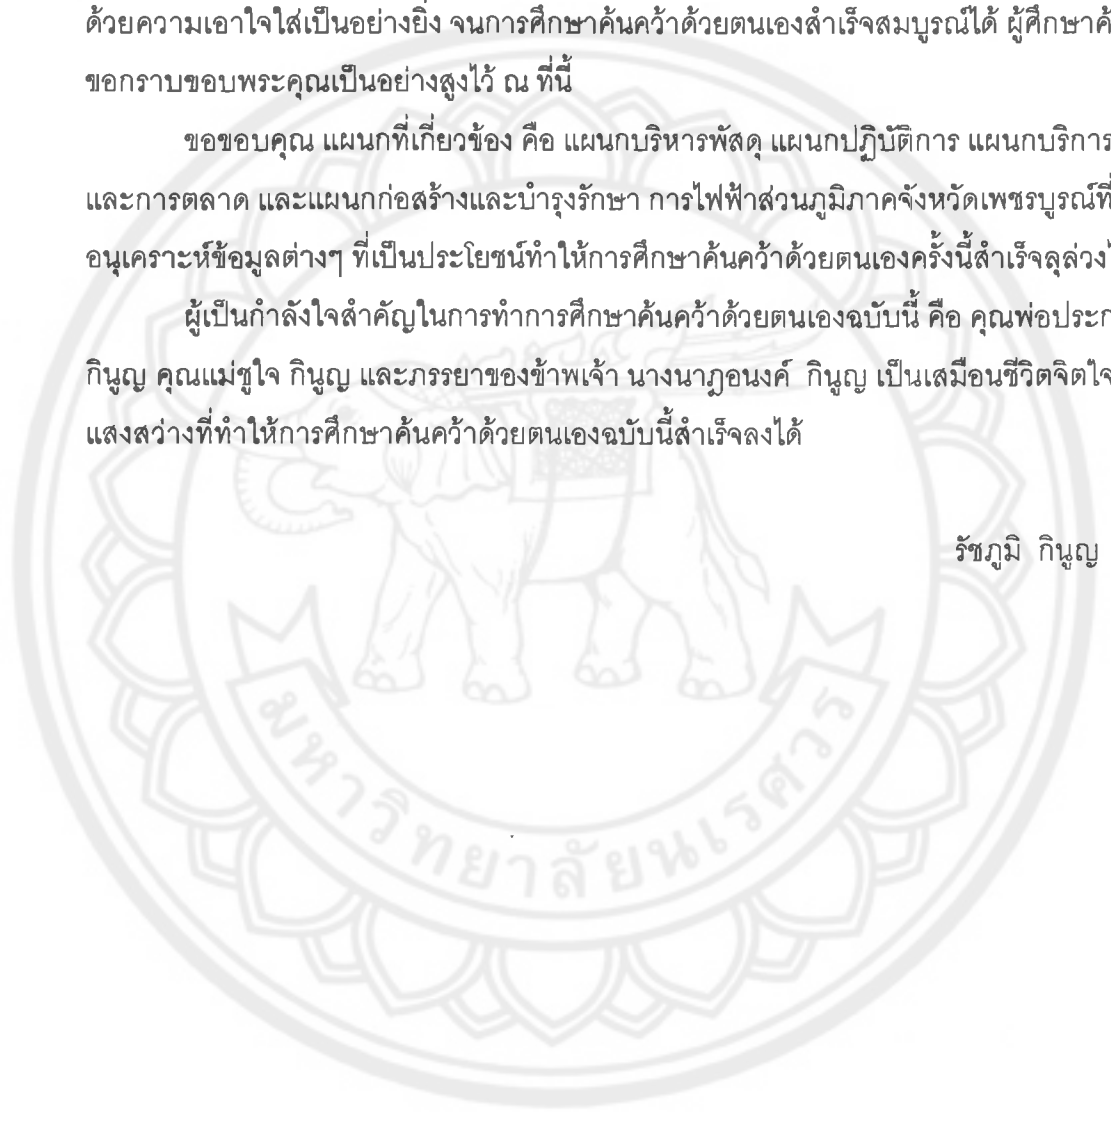 ด้วยความเอาใจใส่เป็นอย่างยิ่ง จนการศึกษาค้นคว้าด้วยตนเองสำเร็จสมบูรณ์ได้ ผู้ศึกษาค้
ขอกราบขอบพระคุณเป็นอย่างสูงไว้ ณ ที่นี้
ขอขอบคุณ แผนกที่เกี่ยวข้อง คือ แผนกบริหารพัสดุ แผนกปฏิบัติการ แผนกบริการ
และการตลาด และแผนกก่อสร้างและบำรุงรักษา การไฟฟ้าส่วนภูมิภาคจังหวัดเพชรบูรณ์ที่
อนุเคราะห์ข้อมูลต่างๆ ที่เป็นประโยชน์ทำให้การศึกษาค้นคว้าด้วยตนเองครั้งนี้สำเร็จลุล่วง
ผู้เป็นกำลังใจสำคัญในการทำการศึกษาค้นคว้าด้วยตนเองฉบับนี้ คือ คุณพ่อประก
กินูญ คุณแม่ชูใจ กินูญ และภรรยาของข้าพเจ้า นางนาฎอนงค์ กินูญ เป็นเสมือนชีวิตจิตใจ
แสงสว่างที่ทำให้การศึกษาค้นคว้าด้วยตนเองฉบับนี้สำเร็จลงได้
รัชภูมิ กินูญ
มหาวิทยาลัยนเรศวร